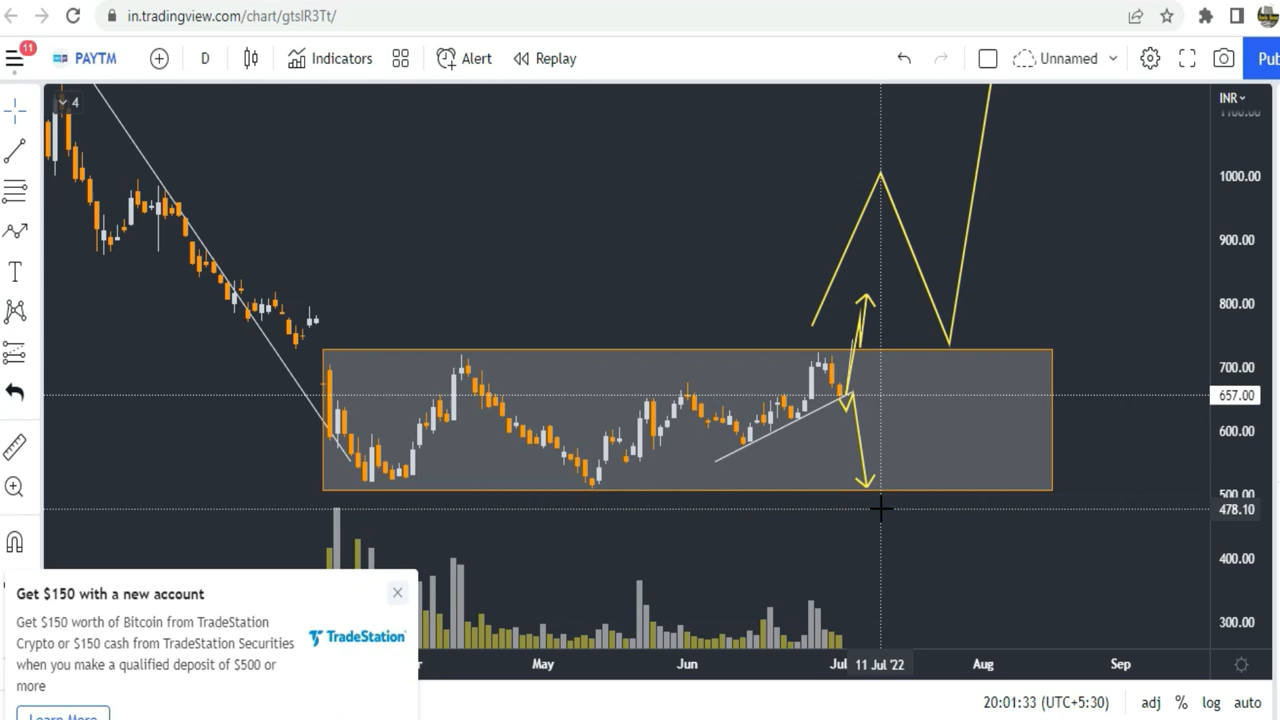 in.tradingview.com/chart/gtslR3Tt/
11
PAYTM
D
Indicators
Alert
Replay
Unnamed
Pub
4
INR
1100.00
1000.00
900.00
800.00
700.00
657.00
600.00
500.00
478.10
400.00
300.00
May
Jun
Jul
11 Jul '22
Aug
Sep
Get $150 with a new account
Get $150 worth of Bitcoin from TradeStation
Crypto or $150 cash from TradeStation Securities
when you make a qualified deposit of $500 or
more
TradeStation
Learn More
20:01:33 (UTC+5:30)
adj
%
log
auto